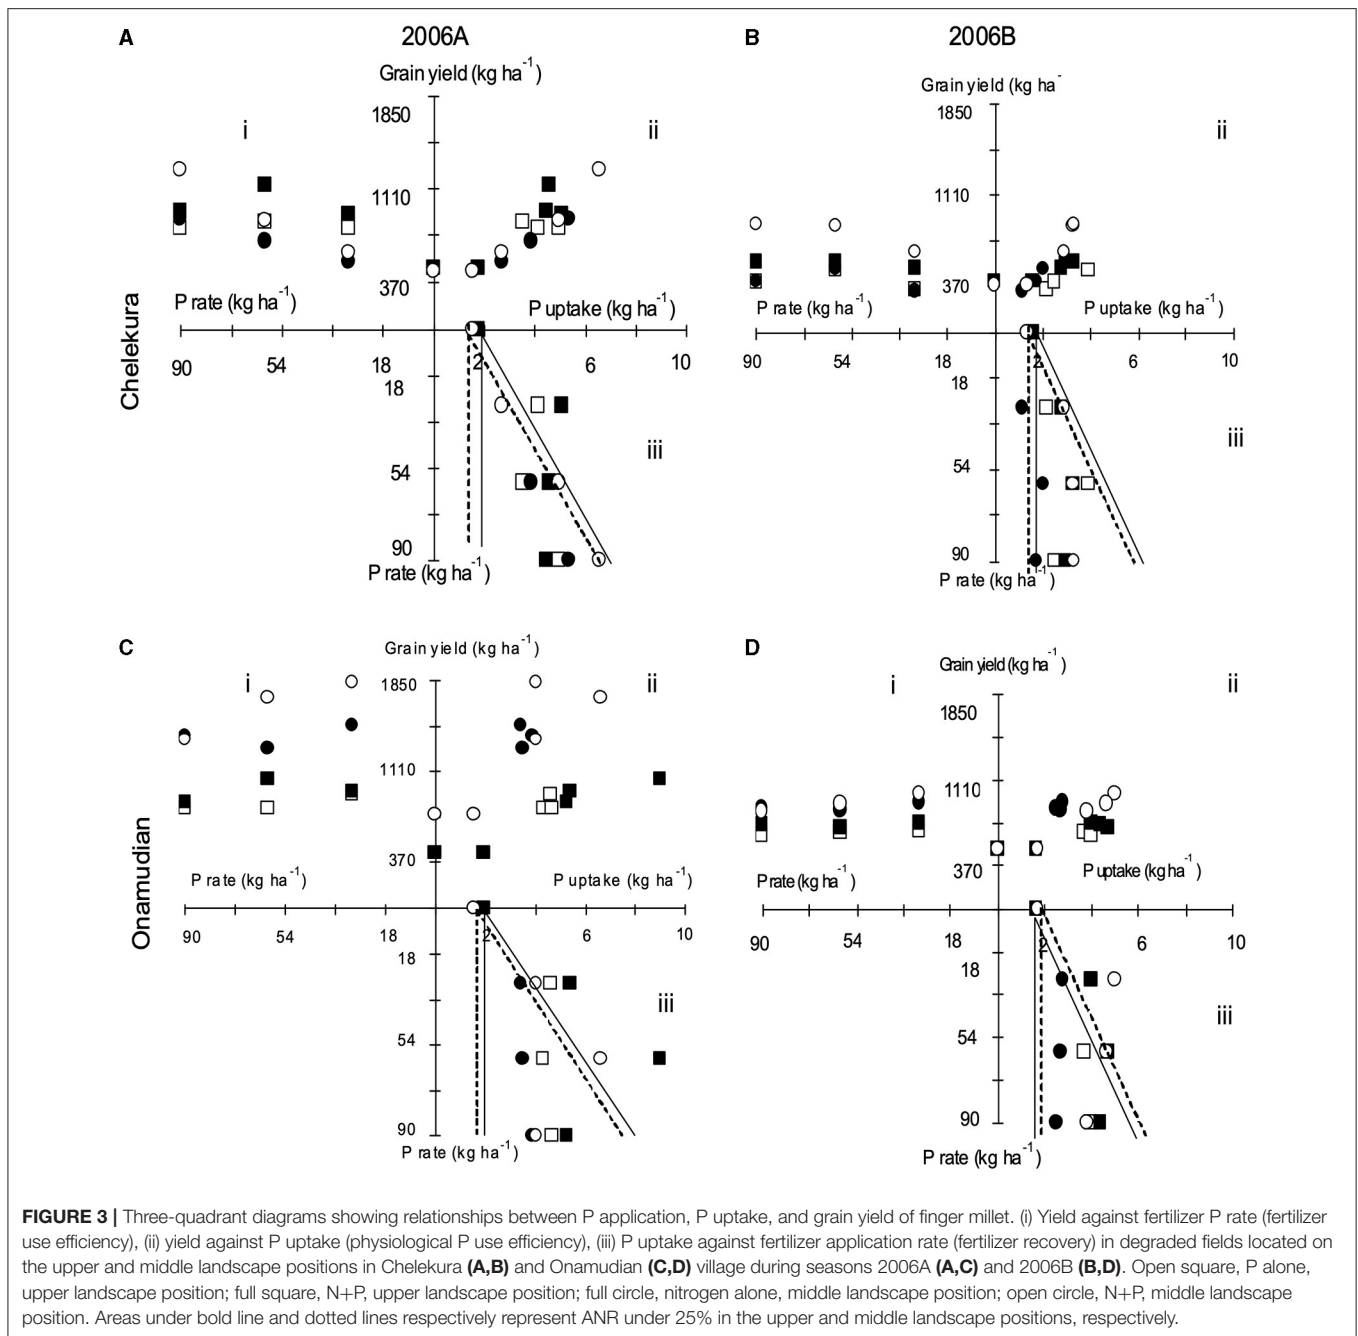 A
2006A
Grain yield (kg ha-1)
1850
i
ii
1110
370
P rate (kg ha-1)
P uptake (kg ha-1)
90
54
18
2
6
10
18
iii
54
90
P rate (kg ha-1)
Chelekura
B
2006B
Grain yield (kg ha-
1850
ii
1110
370
P rate (kg ha-1)
P uptake (kg ha-1)
90
54
18
2
6
10
18
iii
54
90
P rate (kg ha-1)
C
Grain yield (kg ha-1)
i
1850
ii
1110
370
P rate (kg ha-1)
P uptake (kg ha-1)
90
54
18
2
6
10
18
iii
54
90
P rate (kg ha-1)
Onamudian
D
Grain yield (kg ha-1)
i
ii
1850
1110
370
P rate (kg ha-1)
P uptake (kg ha-1)
90
54
18
2
6
10
18
iii
54
90
P rate (kg ha-1)
FIGURE 3 | Three-quadrant diagrams showing relationships between P application, P uptake, and grain yield of finger millet. (i) Yield against fertilizer P rate (fertilizer
use efficiency), (ii) yield against P uptake (physiological P use efficiency), (iii) P uptake against fertilizer application rate (fertilizer recovery) in degraded fields located on
the upper and middle landscape positions in Chelekura (A,B) and Onamudian (C,D) village during seasons 2006A (A,C) and 2006B (B,D). Open square, P alone,
upper landscape position; full square, N+P, upper landscape position; full circle, nitrogen alone, middle landscape position; open circle, N+P, middle landscape
position. Areas under bold line and dotted lines respectively represent ANR under 25% in the upper and middle landscape positions, respectively.